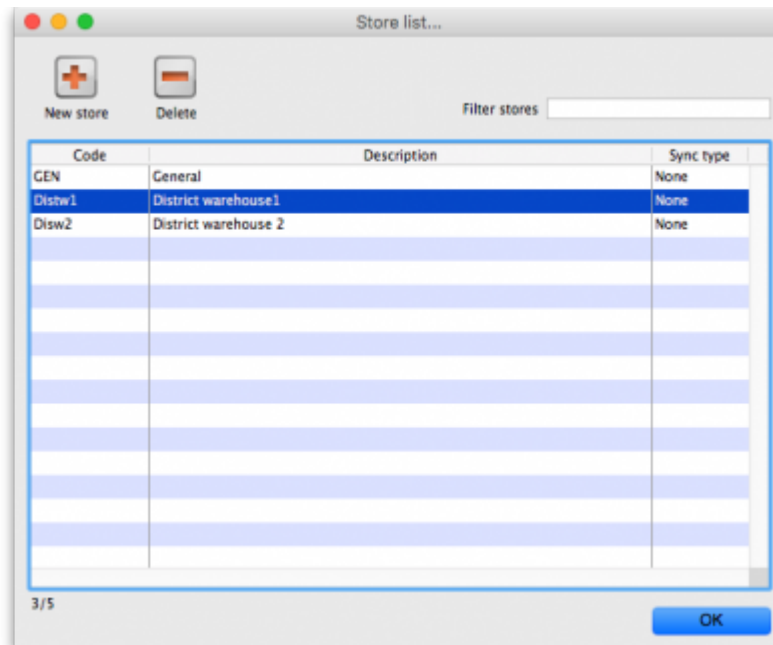 Store list...
New store
Delete
Filter stores
Code Description Sync type
GEN General None
Distw1 District warehouse1 None
Disw2 District warehouse 2 None
3/5
OK